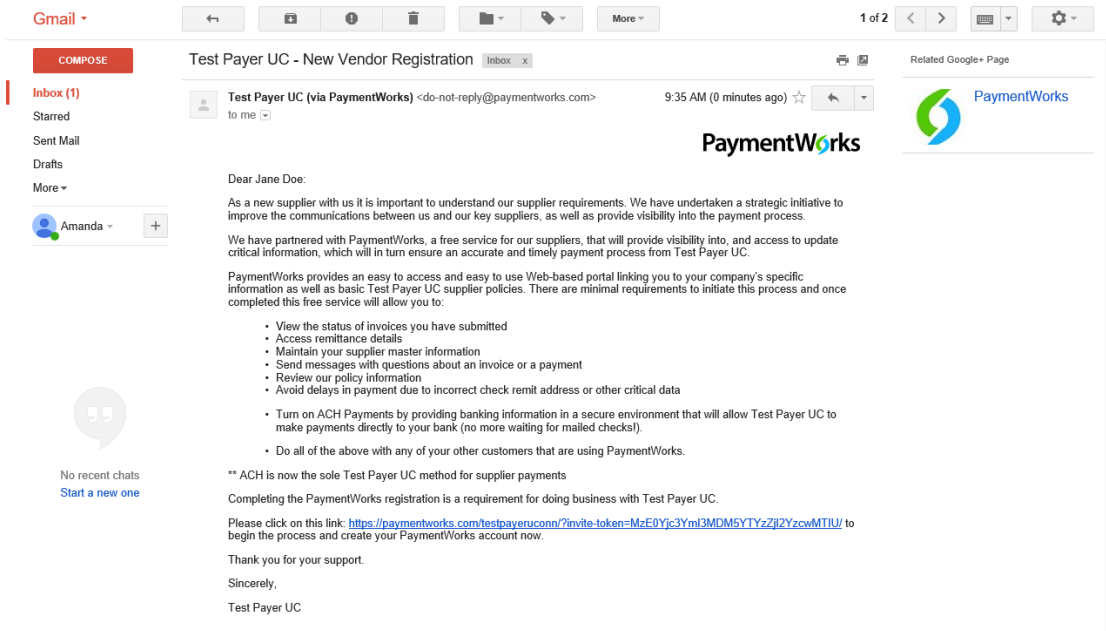 Gmail
More
1 of 2
COMPOSE
Inbox (1)
Starred
Sent Mail
Drafts
More
Amanda
+
No recent chats
Start a new one
Test Payer UC - New Vendor Registration Inbox x
Test Payer UC (via PaymentWorks) <do-not-reply@paymentworks.com> 9:35 AM (0 minutes ago)
to me
PaymentWorks
Dear Jane Doe:
As a new supplier with us it is important to understand our supplier requirements. We have undertaken a strategic initiative to
improve the communications between us and our key suppliers, as well as provide visibility into the payment process.
We have partnered with PaymentWorks, a free service for our suppliers, that will provide visibility into, and access to update
critical information, which will in turn ensure an accurate and timely payment process from Test Payer UC.
PaymentWorks provides an easy to access and easy to use Web-based portal linking you to your company's specific
information as well as basic Test Payer UC supplier policies. There are minimal requirements to initiate this process and once
completed this free service will allow you to:
• View the status of invoices you have submitted
• Access remittance details
• Maintain your supplier master information
• Send messages with questions about an invoice or a payment
• Review our policy information
• Avoid delays in payment due to incorrect check remit address or other critical data
• Turn on ACH Payments by providing banking information in a secure environment that will allow Test Payer UC to
make payments directly to your bank (no more waiting for mailed checks!).
• Do all of the above with any of your other customers that are using PaymentWorks.
** ACH is now the sole Test Payer UC method for supplier payments
Completing the PaymentWorks registration is a requirement for doing business with Test Payer UC.
Please click on this link: https://paymentworks.com/testpayeruconn/?invite-token=MzE0Yjc3YmI3MDM5YTYzZjI2YzcwMTIU/ to
begin the process and create your PaymentWorks account now.
Thank you for your support.
Sincerely,
Test Payer UC
Related Google+ Page
PaymentWorks